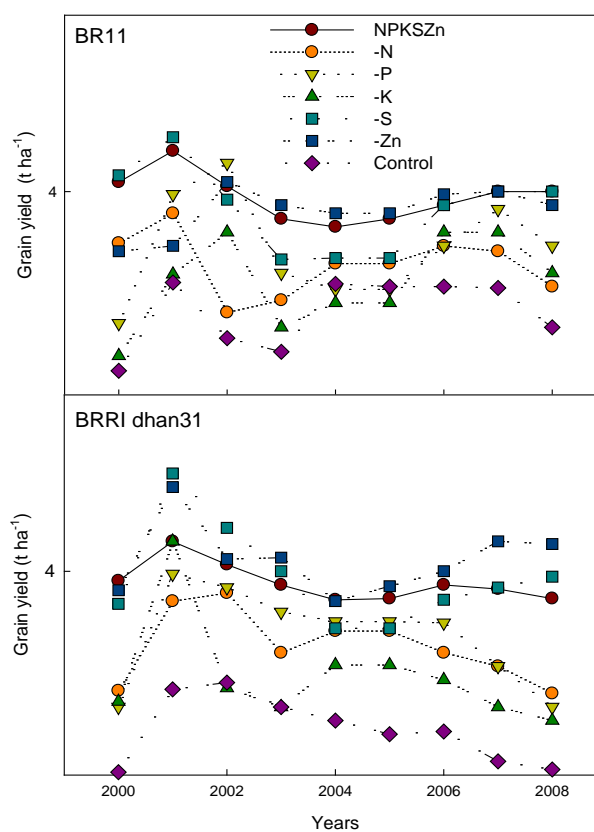 BR11
NPKSZn
-N
-P
-K
-S
-Zn
Control
4
Grain yield (t ha-1)
BRRI dhan31
4
Grain yield (t ha-1)
2000 2002 2004 2006 2008
Years